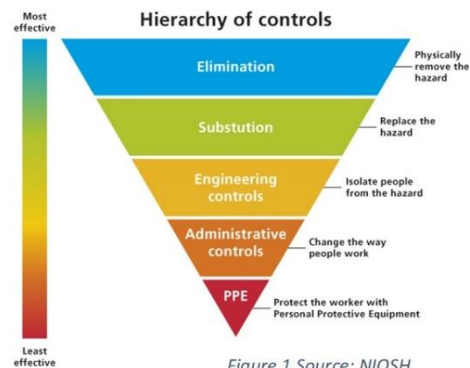 Hierarchy of controls
Most
effective
Elimination
Physically
remove the
hazard
Substution
Replace the
hazard
Engineering
controls
Isolate people
from the hazard
Administrative
controls
Change the way
people work
PPE
Protect the worker with
Personal Protective Equipment
Least
effective
Figure 1 Source: NIOSH